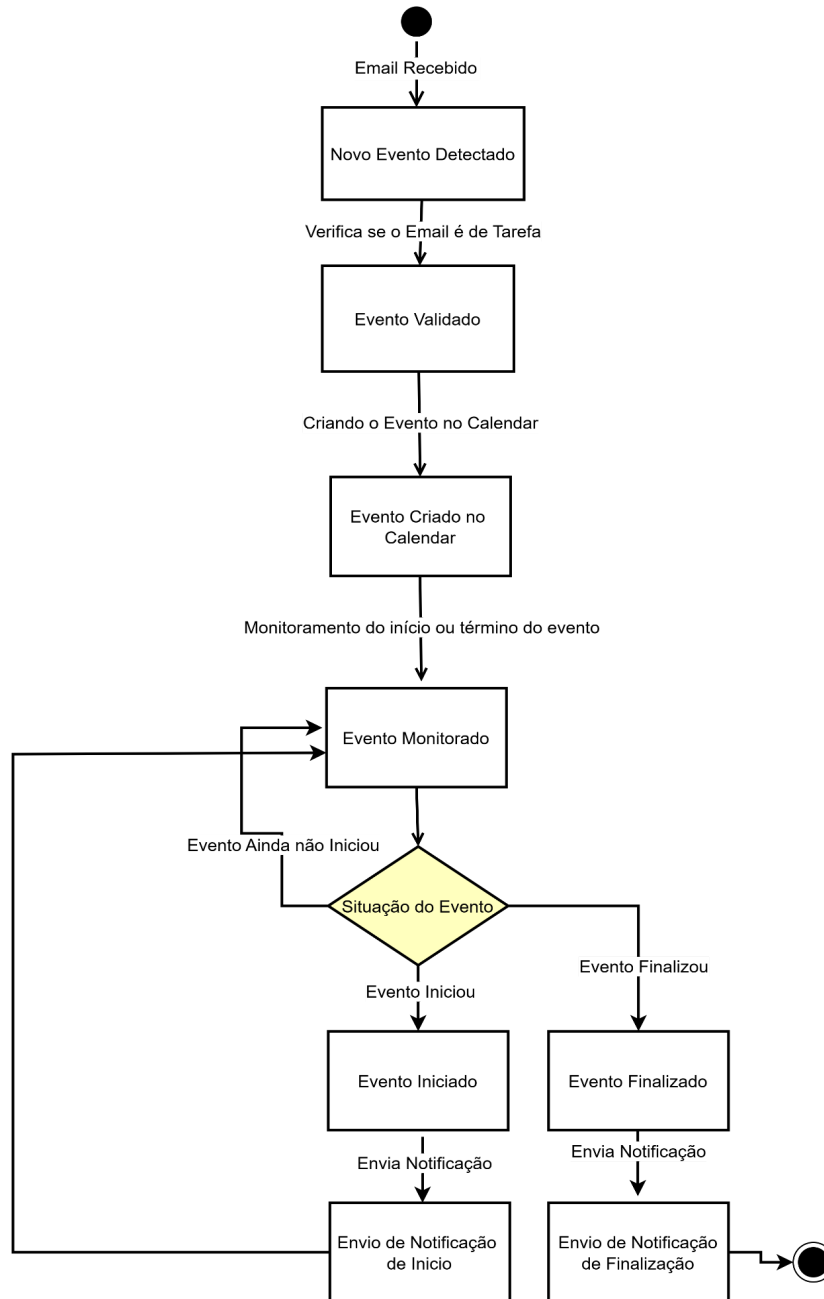 Email Recebido
Novo Evento Detectado
Verifica se o Email é de Tarefa
Evento Validado
Criando o Evento no Calendar
Evento Criado no
Calendar
Monitoramento do início ou término do evento
Evento Monitorado
Evento Ainda não Iniciou
Situação do Evento
Evento Finalizou
Evento Iniciou
Evento Iniciado
Evento Finalizado
Envia Notificação
Envia Notificação
Envio de Notificação
de Inicio
Envio de Notificação
de Finalização